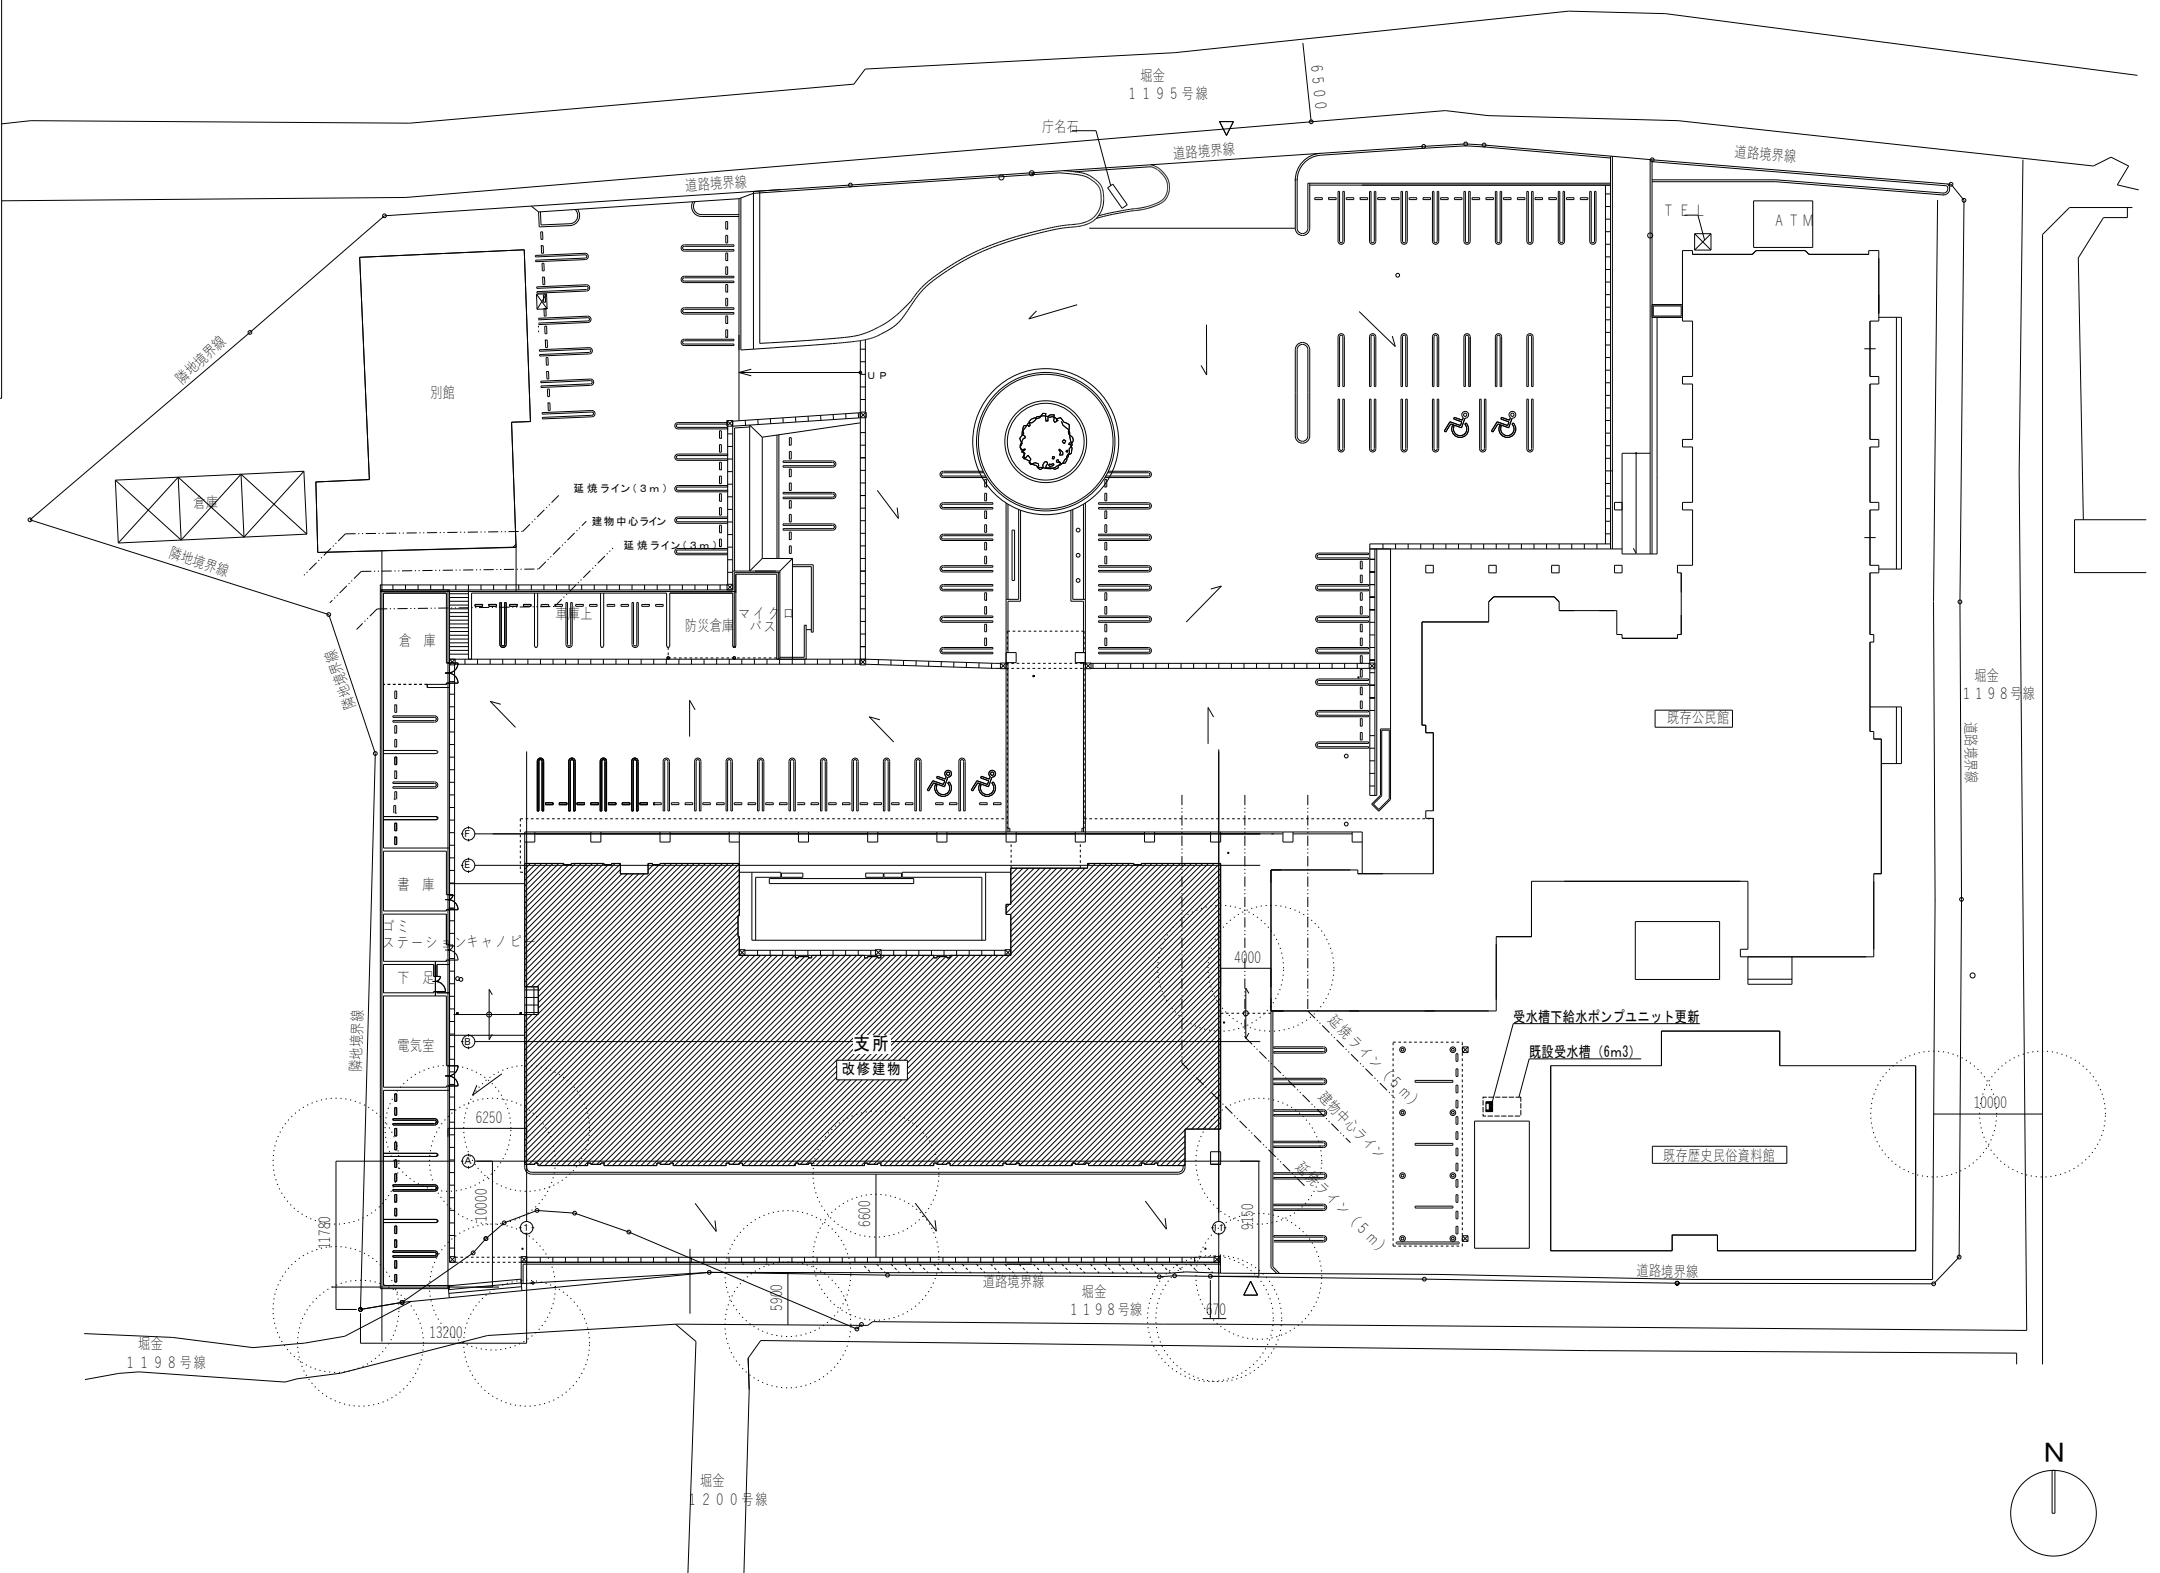 堀金
１１９５号線
6500
庁名石
道路境界線
道路境界線
道路境界線
ＴＥＬ
ＡＴＭ
隣地境界線
別館
ＵＰ
倉庫
延焼ライン(３ｍ)
建物中心ライン
延焼ライン(３ｍ)
隣地境界線
車庫上
防災倉庫
マイクロ
バス
倉　庫
隣地境界線
堀金
１１９８号線
既存公民館
道路境界線
F
E
書　庫
ゴミ
ステーションキャノピー
下　足
4000
電気室
隣地境界線
B
支所
改修建物
受水槽下給水ポンプユニット更新
既設受水槽（6m3）
延焼ライン（５ｍ）
建物中心ライン
延焼ライン（５ｍ）
6250
10000
既存歴史民俗資料館
A
11780
10000
6600
9150
1
11
道路境界線
道路境界線
5900
堀金
１１９８号線
670
13200
堀金
１１９８号線
堀金
１２００号線
N